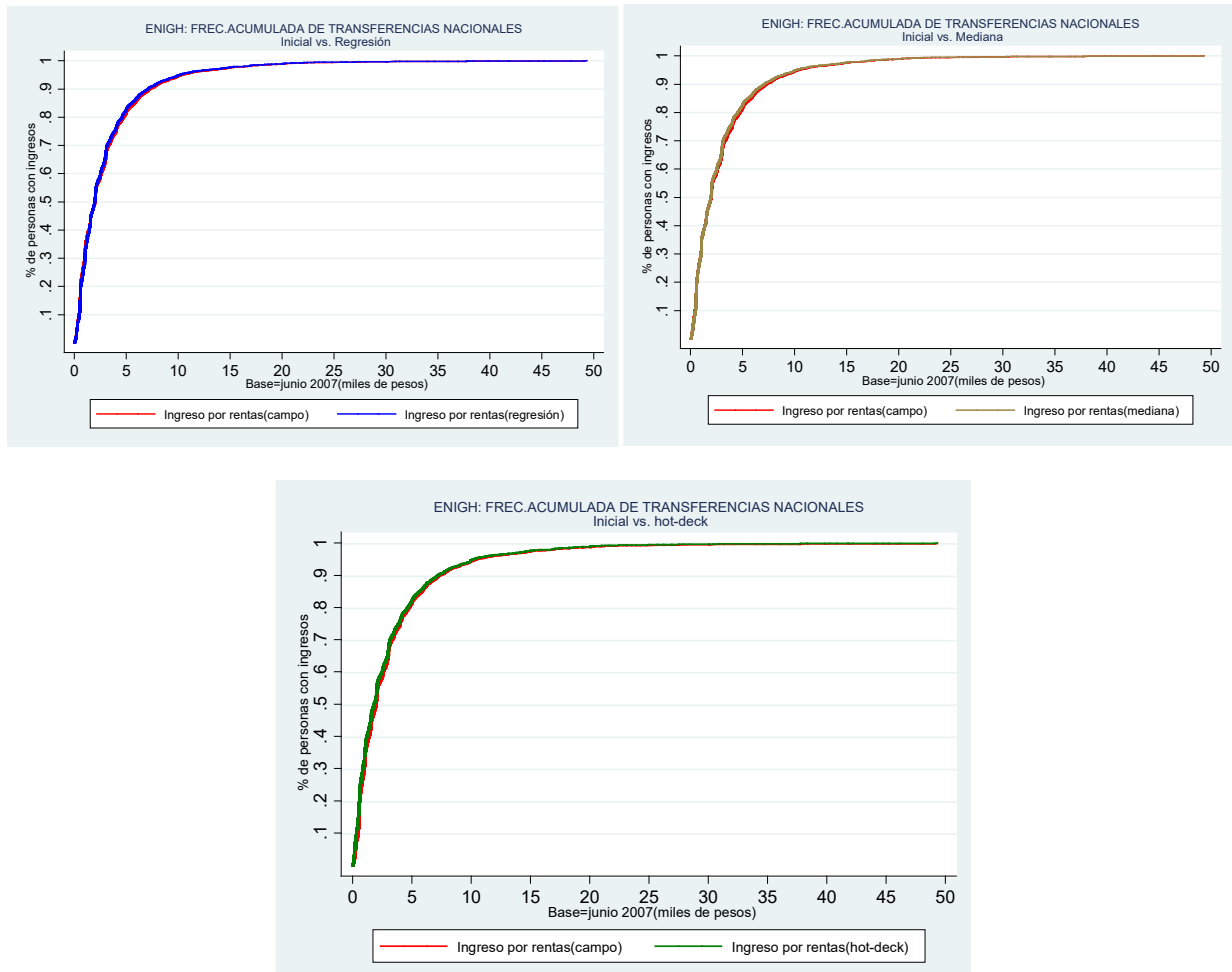 ENIGH: FREC.ACUMULADA DE TRANSFERENCIAS NACIONALES
Inicial vs. Regresión
% de personas con ingresos
1
.9
.8
.7
.6
.5
.4
.3
.2
.1
0 5 10 15 20 25 30 35 40 45 50
Base=junio 2007(miles de pesos)
Ingreso por rentas(campo) Ingreso por rentas(regresión)
ENIGH: FREC.ACUMULADA DE TRANSFERENCIAS NACIONALES
Inicial vs. Mediana
% de personas con ingresos
1
.9
.8
.7
.6
.5
.4
.3
.2
.1
0 5 10 15 20 25 30 35 40 45 50
Base=junio 2007(miles de pesos)
Ingreso por rentas(campo) Ingreso por rentas(mediana)
ENIGH: FREC.ACUMULADA DE TRANSFERENCIAS NACIONALES
Inicial vs. hot-deck
% de personas con ingresos
1
.9
.8
.7
.6
.5
.4
.3
.2
.1
0 5 10 15 20 25 30 35 40 45 50
Base=junio 2007(miles de pesos)
Ingreso por rentas(campo) Ingreso por rentas(hot-deck)